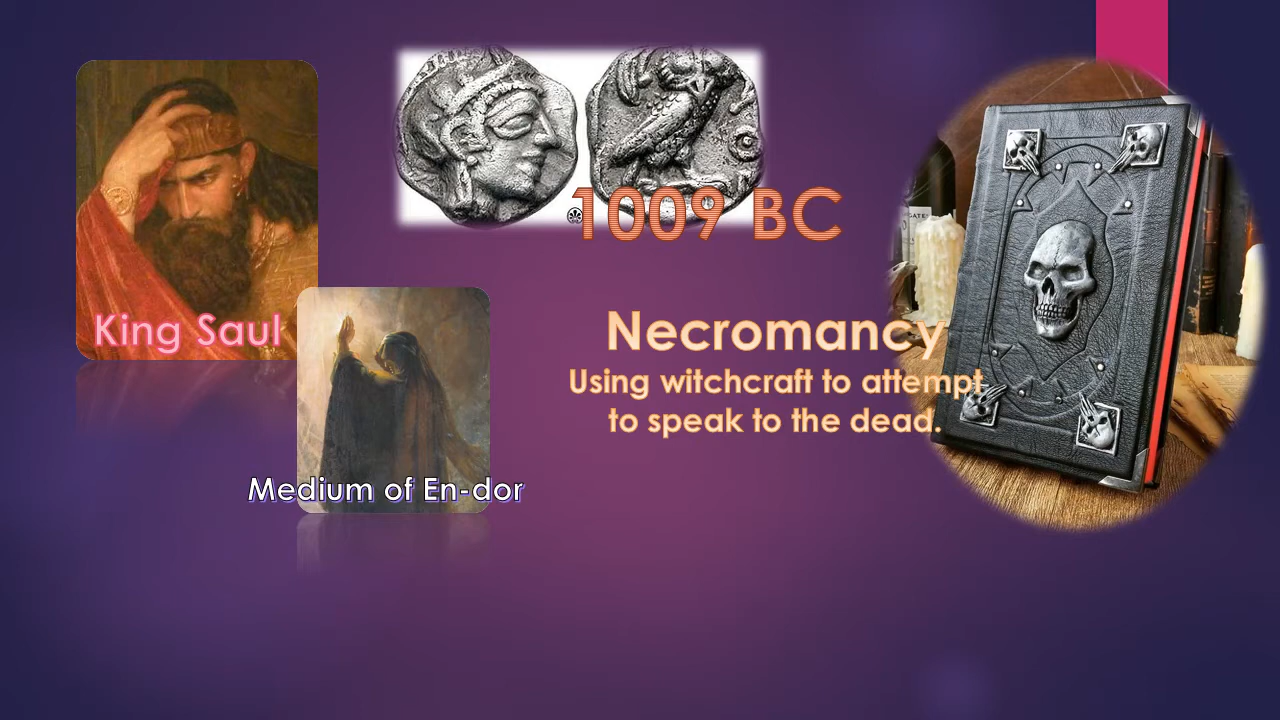 1009 BC
King Saul
Necromancy
Using witchcraft to attempt
to speak to the dead.
Medium of En-dor